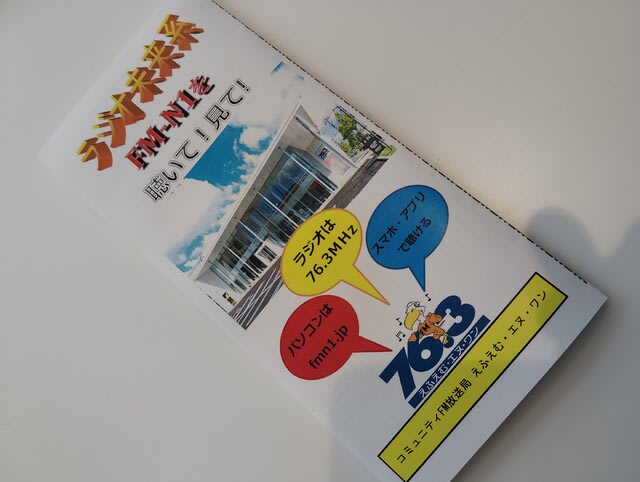 ラジオ未来系
FM-N1を
聴いて!見て!
ラジオは
76.3MHz
スマホ・アプリ
で聴ける
パソコンは
fmn1.jp
FM
76.3
えふえむ・エヌ・ワン
コミュニティFM放送局 えふえむ・エヌ・ワン